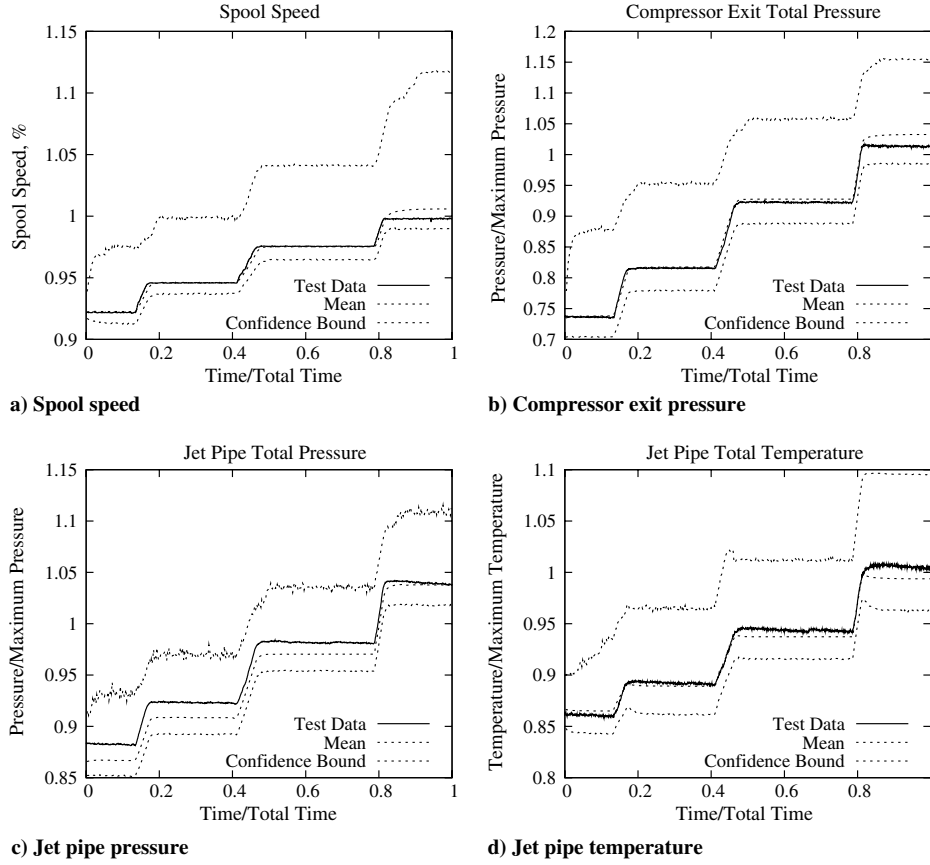 Spool Speed
1.15
1.1
1.05
1
0.95
0.9
Spool Speed, %
Test Data
Mean
Confidence Bound
0 0.2 0.4 0.6 0.8 1
Time/Total Time
a) Spool speed
Compressor Exit Total Pressure
1.2
1.15
1.1
1.05
1
0.95
0.9
0.85
0.8
0.75
0.7
Pressure/Maximum Pressure
Test Data
Mean
Confidence Bound
0 0.2 0.4 0.6 0.8
Time/Total Time
b) Compressor exit pressure
Jet Pipe Total Pressure
1.15
1.1
1.05
1
0.95
0.9
0.85
Pressure/Maximum Pressure
Test Data
Mean
Confidence Bound
0 0.2 0.4 0.6 0.8 1
Time/Total Time
c) Jet pipe pressure
Jet Pipe Total Temperature
1.1
1.05
1
0.95
0.9
0.85
0.8
Temperature/Maximum Temperature
Test Data
Mean
Confidence Bound
0 0.2 0.4 0.6 0.8
Time/Total Time
d) Jet pipe temperature